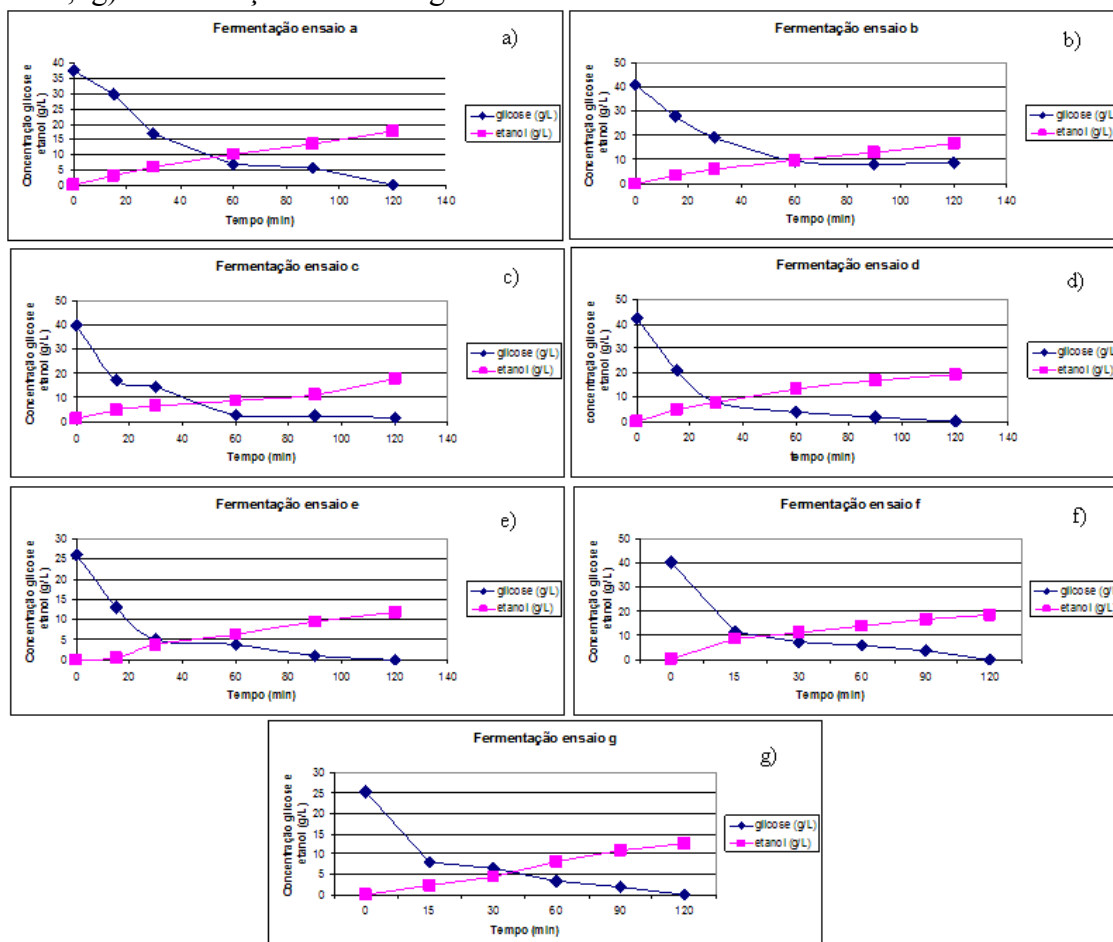 Fermentação ensaio a
a)
Concentração glicose e
etanol (g/L)
40
35
30
25
20
15
10
5
0
0 20 40 60 80 100 120 140
Tempo (min)
glicose (g/L)
etanol (g/L)
Fermentação ensaio b
b)
Concentração glicose e
etanol (g/L)
50
40
30
20
10
0
0 20 40 60 80 100 120 140
Tempo (min)
glicose (g/L)
etanol (g/L)
Fermentação ensaio c
c)
Concentração glicose e
etanol (g/L)
50
40
30
20
10
0
0 20 40 60 80 100 120 140
Tempo (min)
glicose (g/L)
etanol (g/L)
Fermentação ensaio d
d)
concentração glicose e
etanol (g/L)
50
40
30
20
10
0
0 20 40 60 80 100 120 140
tempo (min)
glicose (g/L)
etanol (g/L)
Fermentação ensaio e
e)
Concentração glicose e
etanol (g/L)
30
25
20
15
10
5
0
0 20 40 60 80 100 120 140
Tempo (min)
glicose (g/L)
etanol (g/L)
Fermentação ensaio f
f)
Concentração glicose e
etanol (g/L)
50
40
30
20
10
0
0 15 30 60 90 120
Tempo (min)
glicose (g/L)
etanol (g/L)
Fermentação ensaio g
g)
Concentração glicose e
etanol (g/L)
30
25
20
15
10
5
0
0 15 30 60 90 120
Tempo (min)
glicose (g/L)
etanol (g/L)